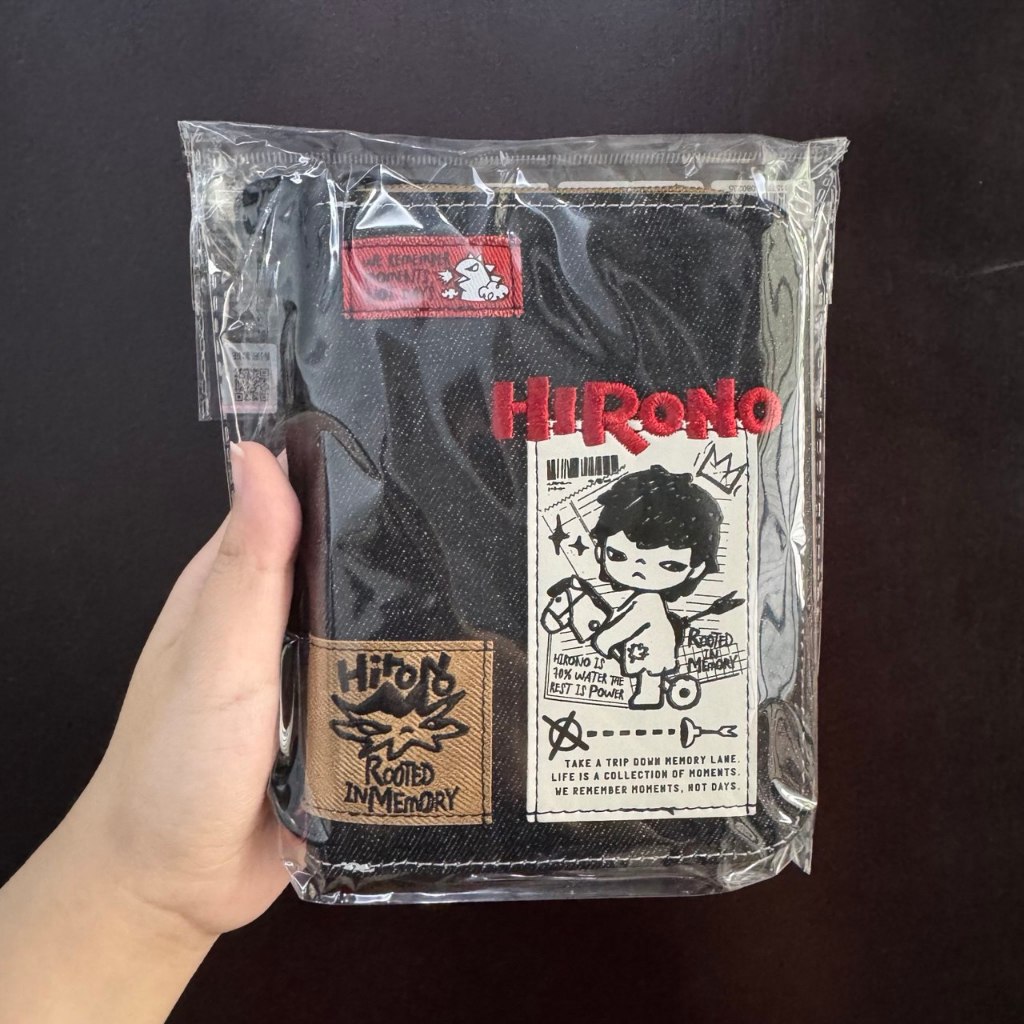 WE REMEMBER
MOMENTS
HIRONO
HIRONO IS
70% WATER THE
REST IS POWER
ROOTED
IN
MEMORY
TAKE A TRIP DOWN MEMORY LANE.
LIFE IS A COLLECTION OF MOMENTS.
WE REMEMBER MOMENTS, NOT DAYS.
Hirono
ROOTED
IN MEMORY